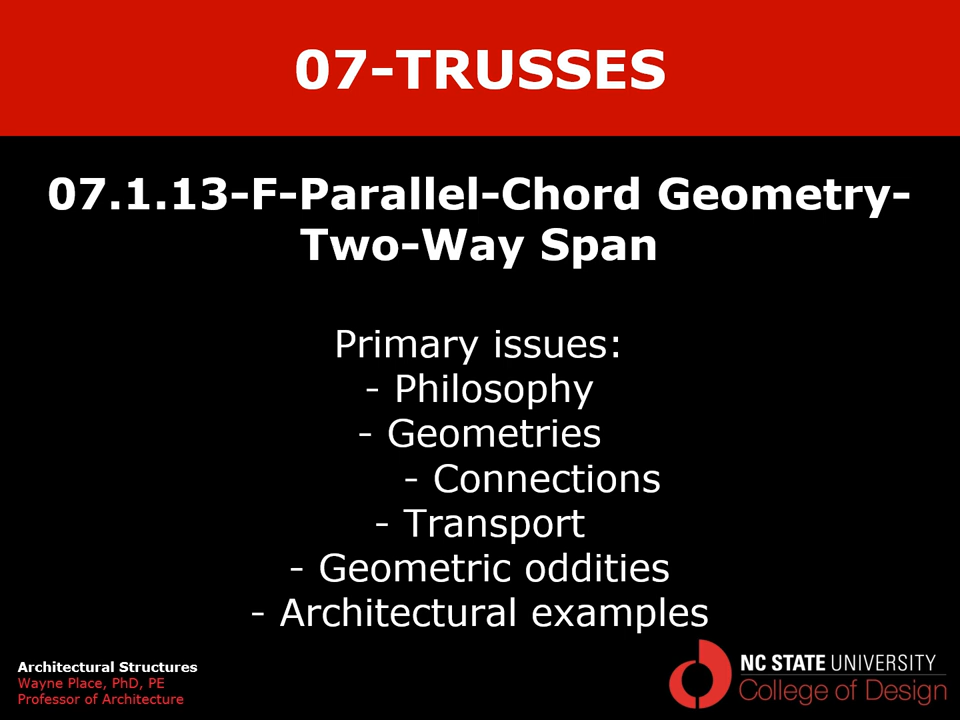 07-TRUSSES
07.1.13-F-Parallel-Chord Geometry-
Two-Way Span
Primary issues:
- Philosophy
- Geometries
- Connections
- Transport
- Geometric oddities
- Architectural examples
Architectural Structures
Wayne Place, PhD, PE
Professor of Architecture
NC STATE UNIVERSITY
College of Design